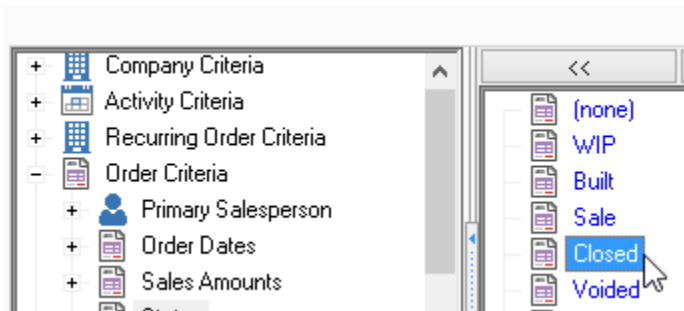 Company Criteria
Activity Criteria
Recurring Order Criteria
Order Criteria
Primary Salesperson
Order Dates
Sales Amounts
<<
(none)
WIP
Built
Sale
Closed
Voided